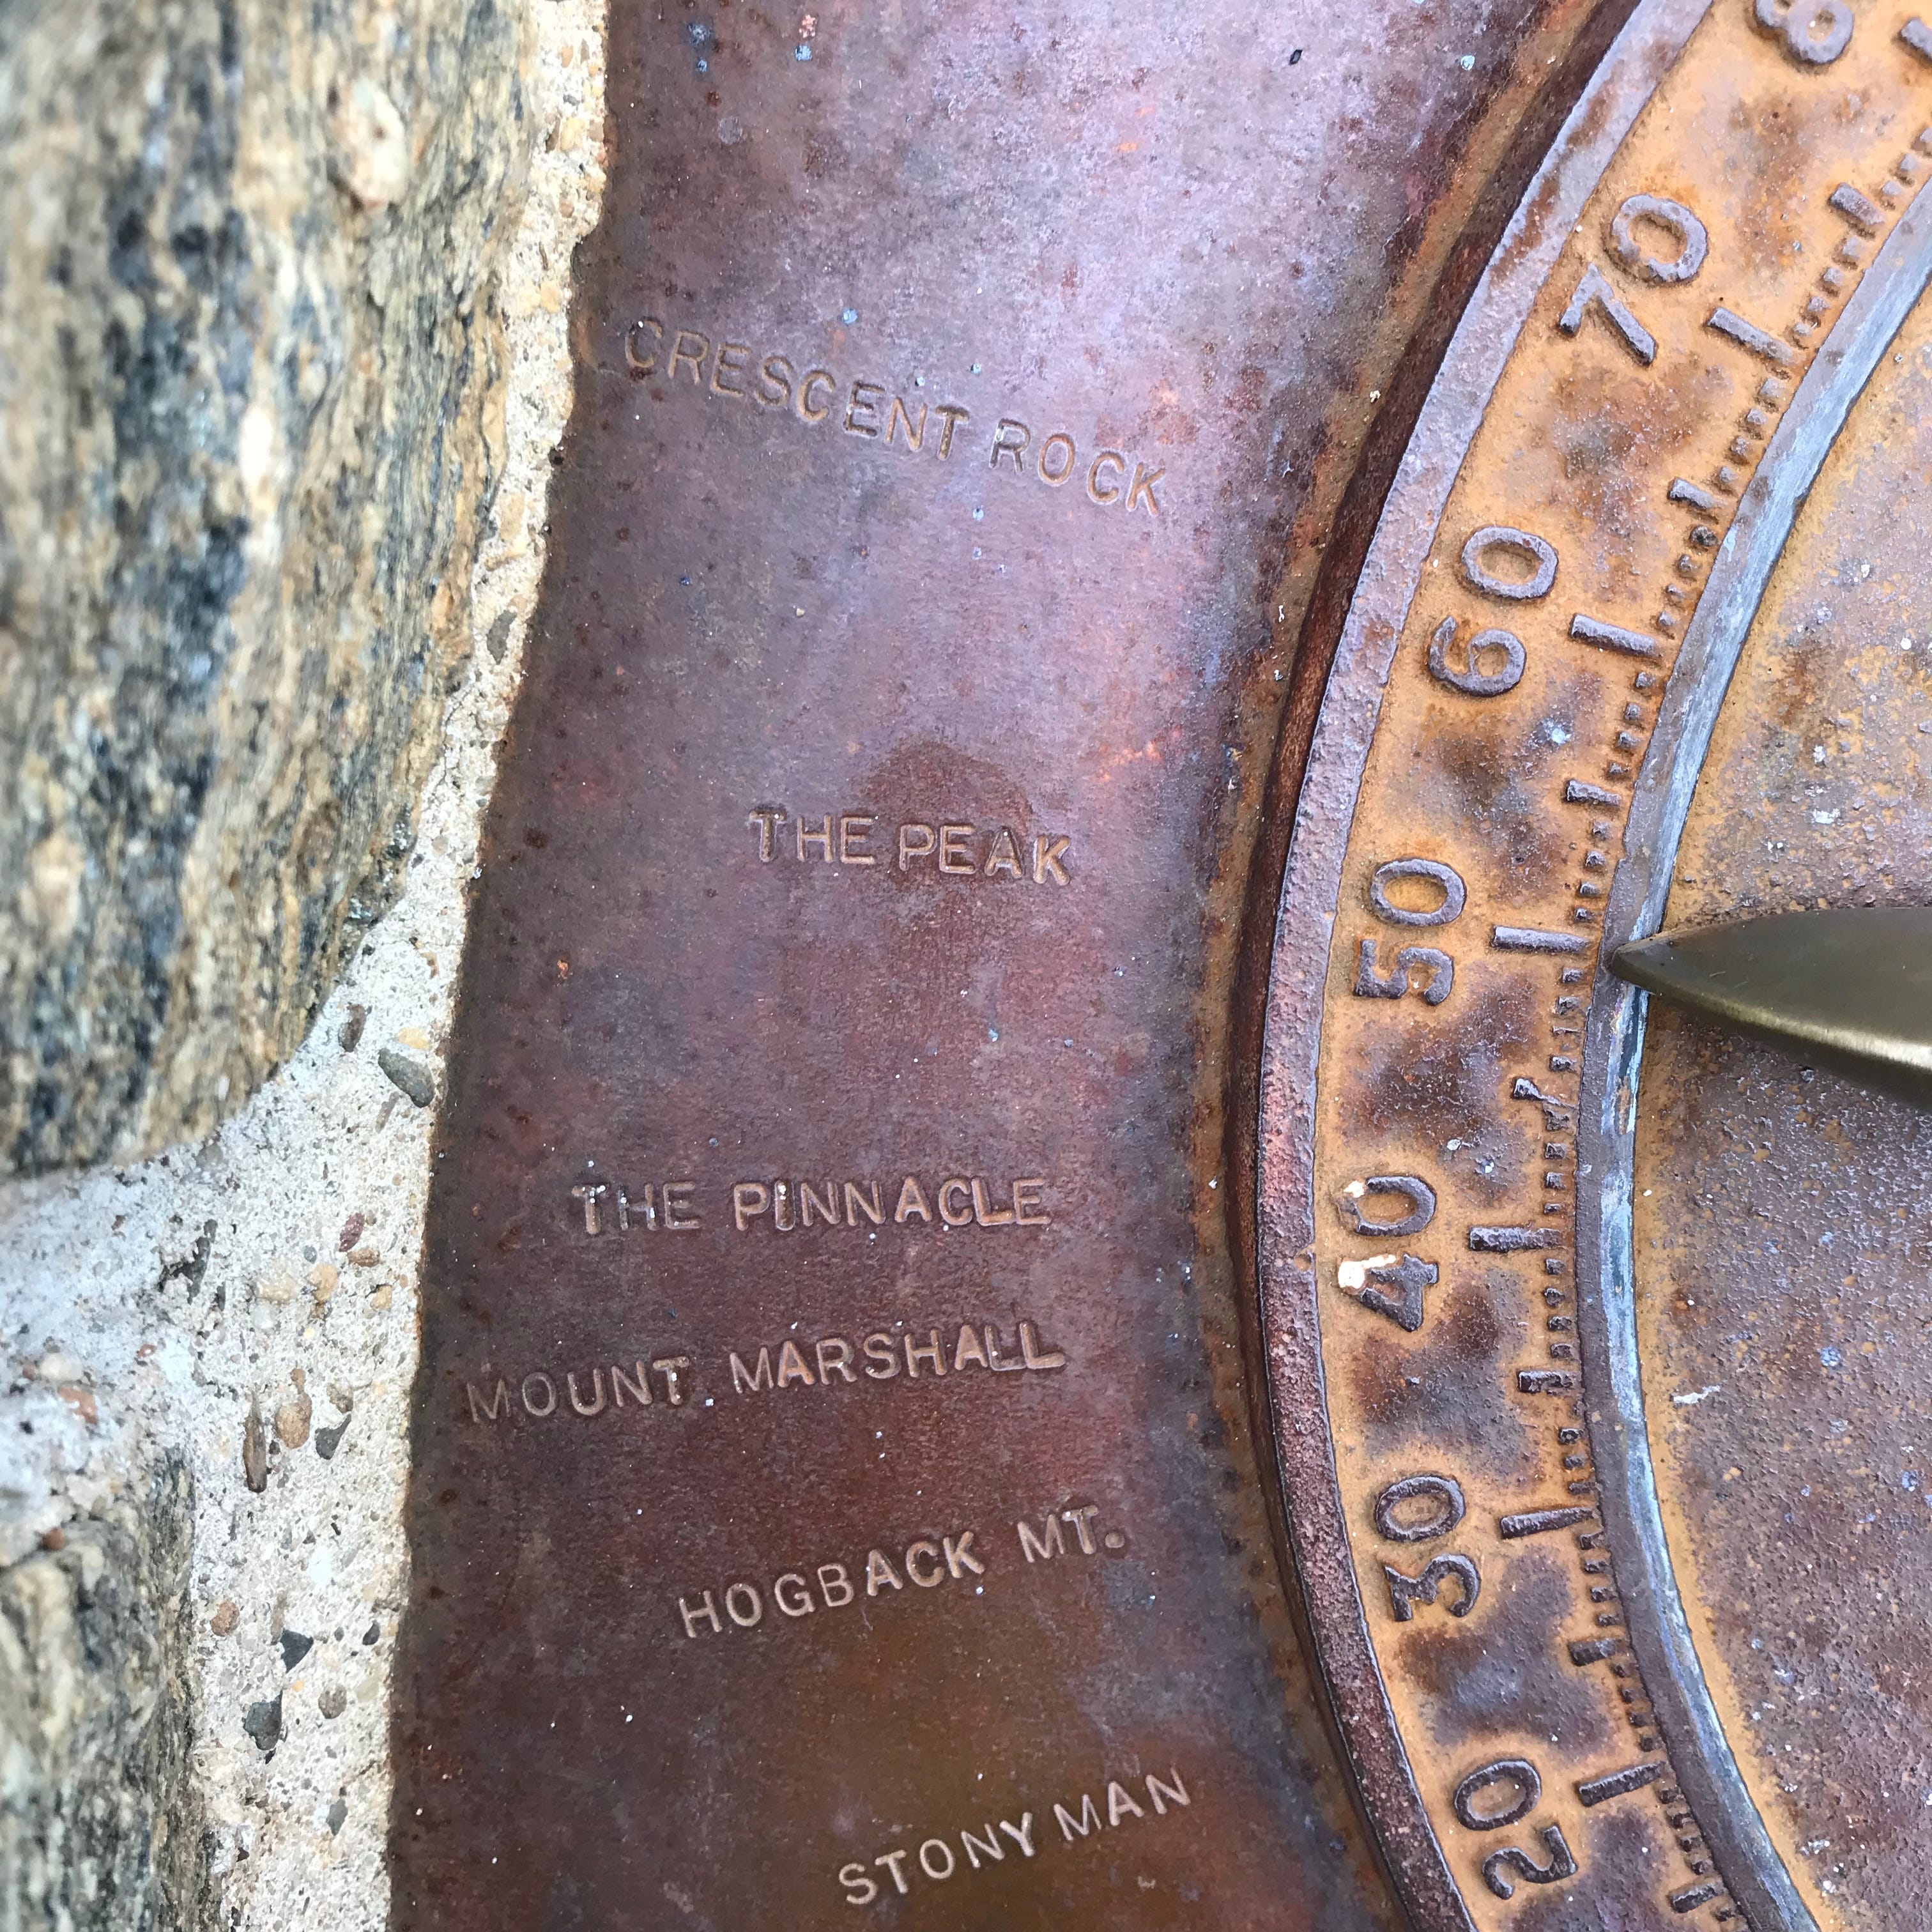 CRESCENT ROCK
THE PEAK
THE PINNACLE
MOUNT MARSHALL
HOGBACK MT.
STONY MAN
70
60
50
40
30
20